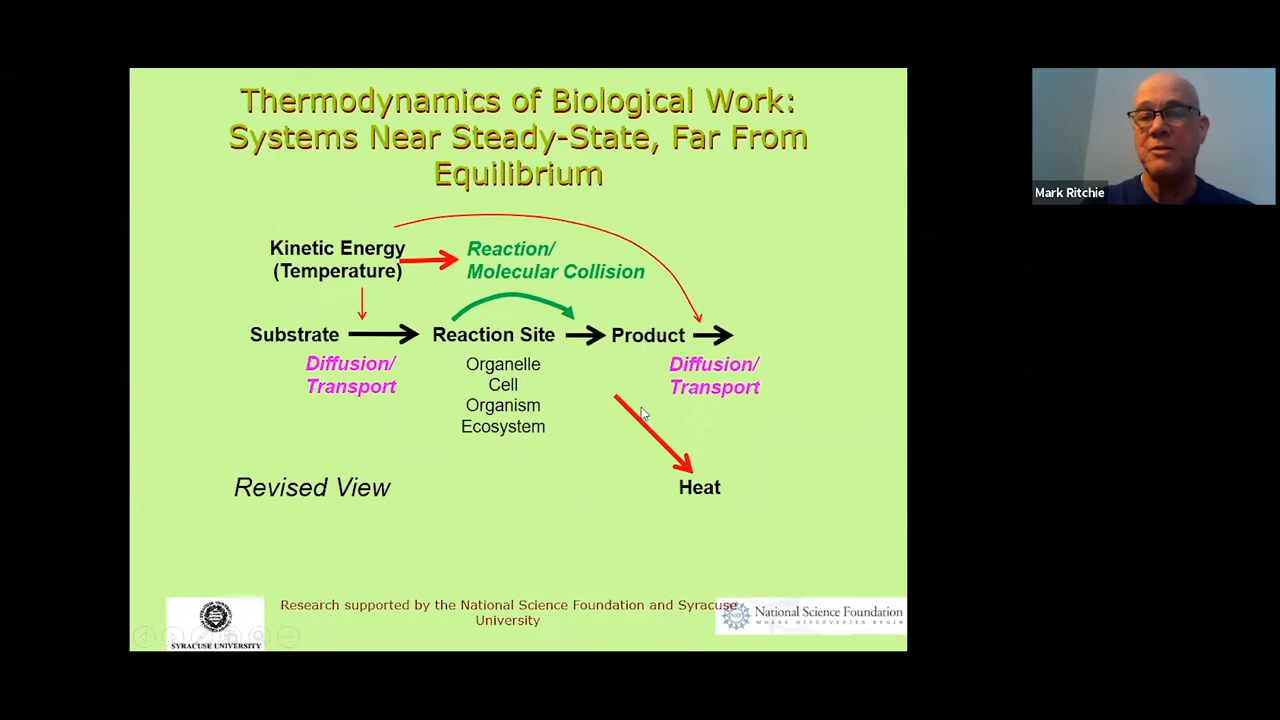 Thermodynamics of Biological Work:
Systems Near Steady-State, Far From
Equilibrium
Mark Ritchie
Kinetic Energy
(Temperature)
Reaction/
Molecular Collision
Substrate
Reaction Site
Product
Diffusion/
Transport
Organelle
Cell
Organism
Ecosystem
Diffusion/
Transport
Revised View
Heat
Research supported by the National Science Foundation and Syracuse
University
SYRACUSE UNIVERSITY
National Science Foundation
WHERE DISCOVERIES BEGIN